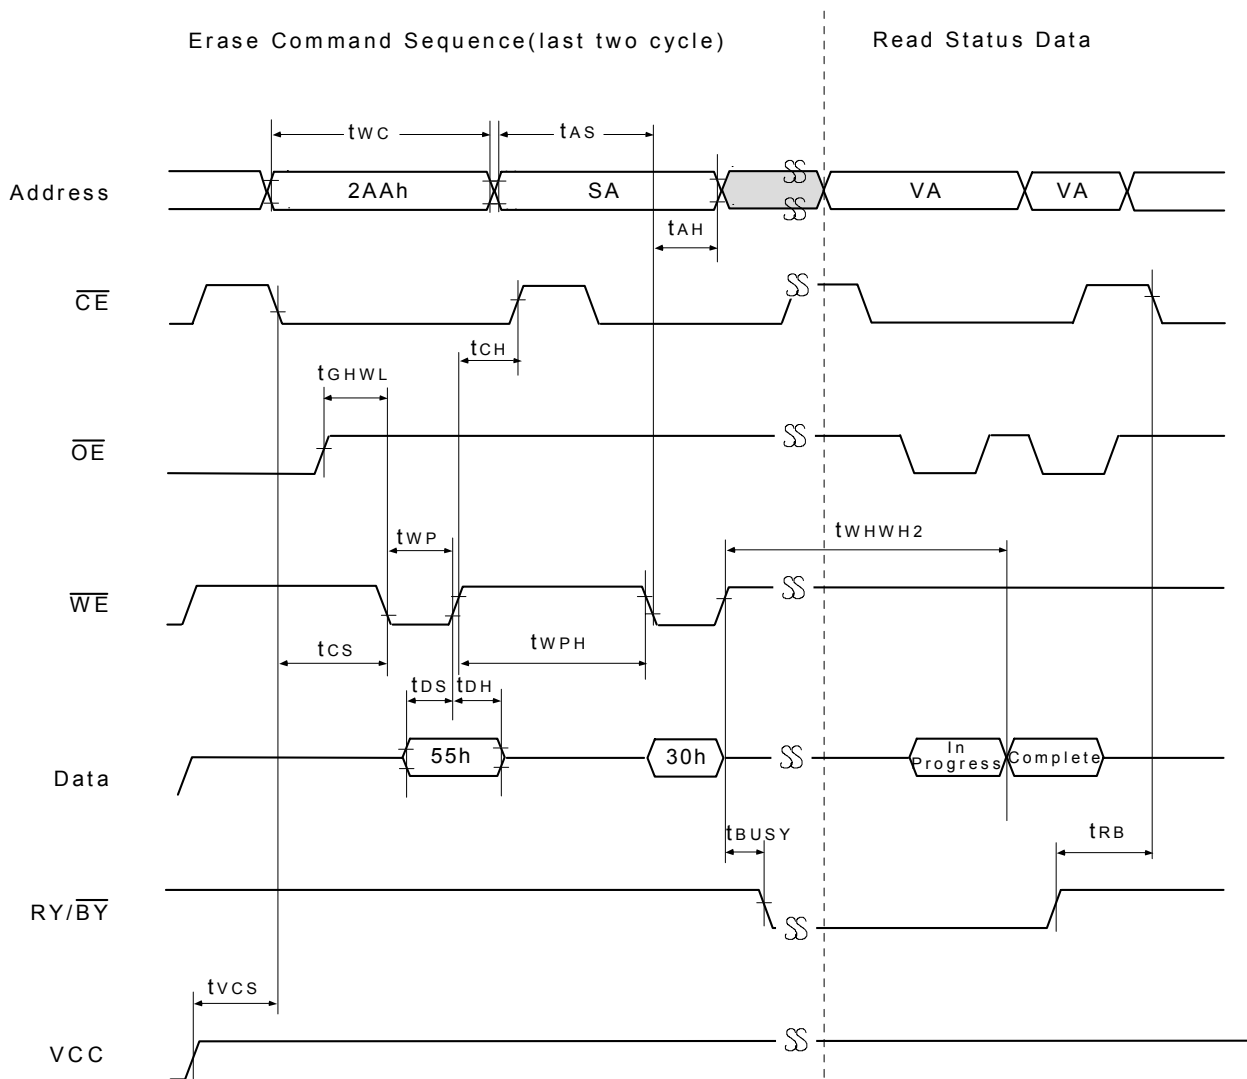 Erase Command Sequence(last two cycle)
Read Status Data
tWC
tAS
Address
2AAh
SA
VA
VA
tAH
CE
tCH
tGHWL
OE
tWP
tWHWH2
WE
tCS
tWPH
tDS
tDH
Data
55h
30h
In
Progress
Complete
tBUSY
tRB
RY/BY
tVCS
VCC